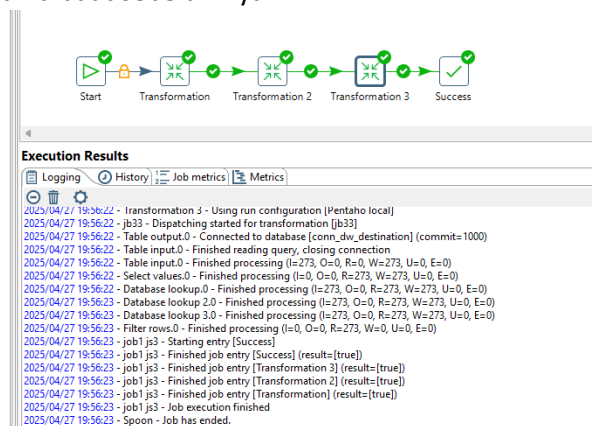 Start
Transformation
Transformation 2
Transformation 3
Success
Execution Results
Logging
History
Job metrics
Metrics
2025/04/27 19:56:22 - Transformation 3 - Using run configuration [Pentaho local]
2025/04/27 19:56:22 - jb33 - Dispatching started for transformation [jb33]
2025/04/27 19:56:22 - Table output.0 - Connected to database [conn_dw_destination] (commit=1000)
2025/04/27 19:56:22 - Table input.0 - Finished reading query, closing connection
2025/04/27 19:56:22 - Table input.0 - Finished processing (I=273, O=0, R=0, W=273, U=0, E=0)
2025/04/27 19:56:22 - Select values.0 - Finished processing (I=0, O=0, R=273, W=273, U=0, E=0)
2025/04/27 19:56:23 - Database lookup.0 - Finished processing (I=273, O=0, R=273, W=273, U=0, E=0)
2025/04/27 19:56:23 - Database lookup 2.0 - Finished processing (I=273, O=0, R=273, W=273, U=0, E=0)
2025/04/27 19:56:23 - Database lookup 3.0 - Finished processing (I=273, O=0, R=273, W=273, U=0, E=0)
2025/04/27 19:56:23 - Filter rows.0 - Finished processing (I=0, O=0, R=273, W=0, U=0, E=0)
2025/04/27 19:56:23 - job1 js3 - Starting entry [Success]
2025/04/27 19:56:23 - job1 js3 - Finished job entry [Success] (result=[true])
2025/04/27 19:56:23 - job1 js3 - Finished job entry [Transformation 3] (result=[true])
2025/04/27 19:56:23 - job1 js3 - Finished job entry [Transformation 2] (result=[true])
2025/04/27 19:56:23 - job1 js3 - Finished job entry [Transformation] (result=[true])
2025/04/27 19:56:23 - job1 js3 - Job execution finished
2025/04/27 19:56:23 - Spoon - Job has ended.